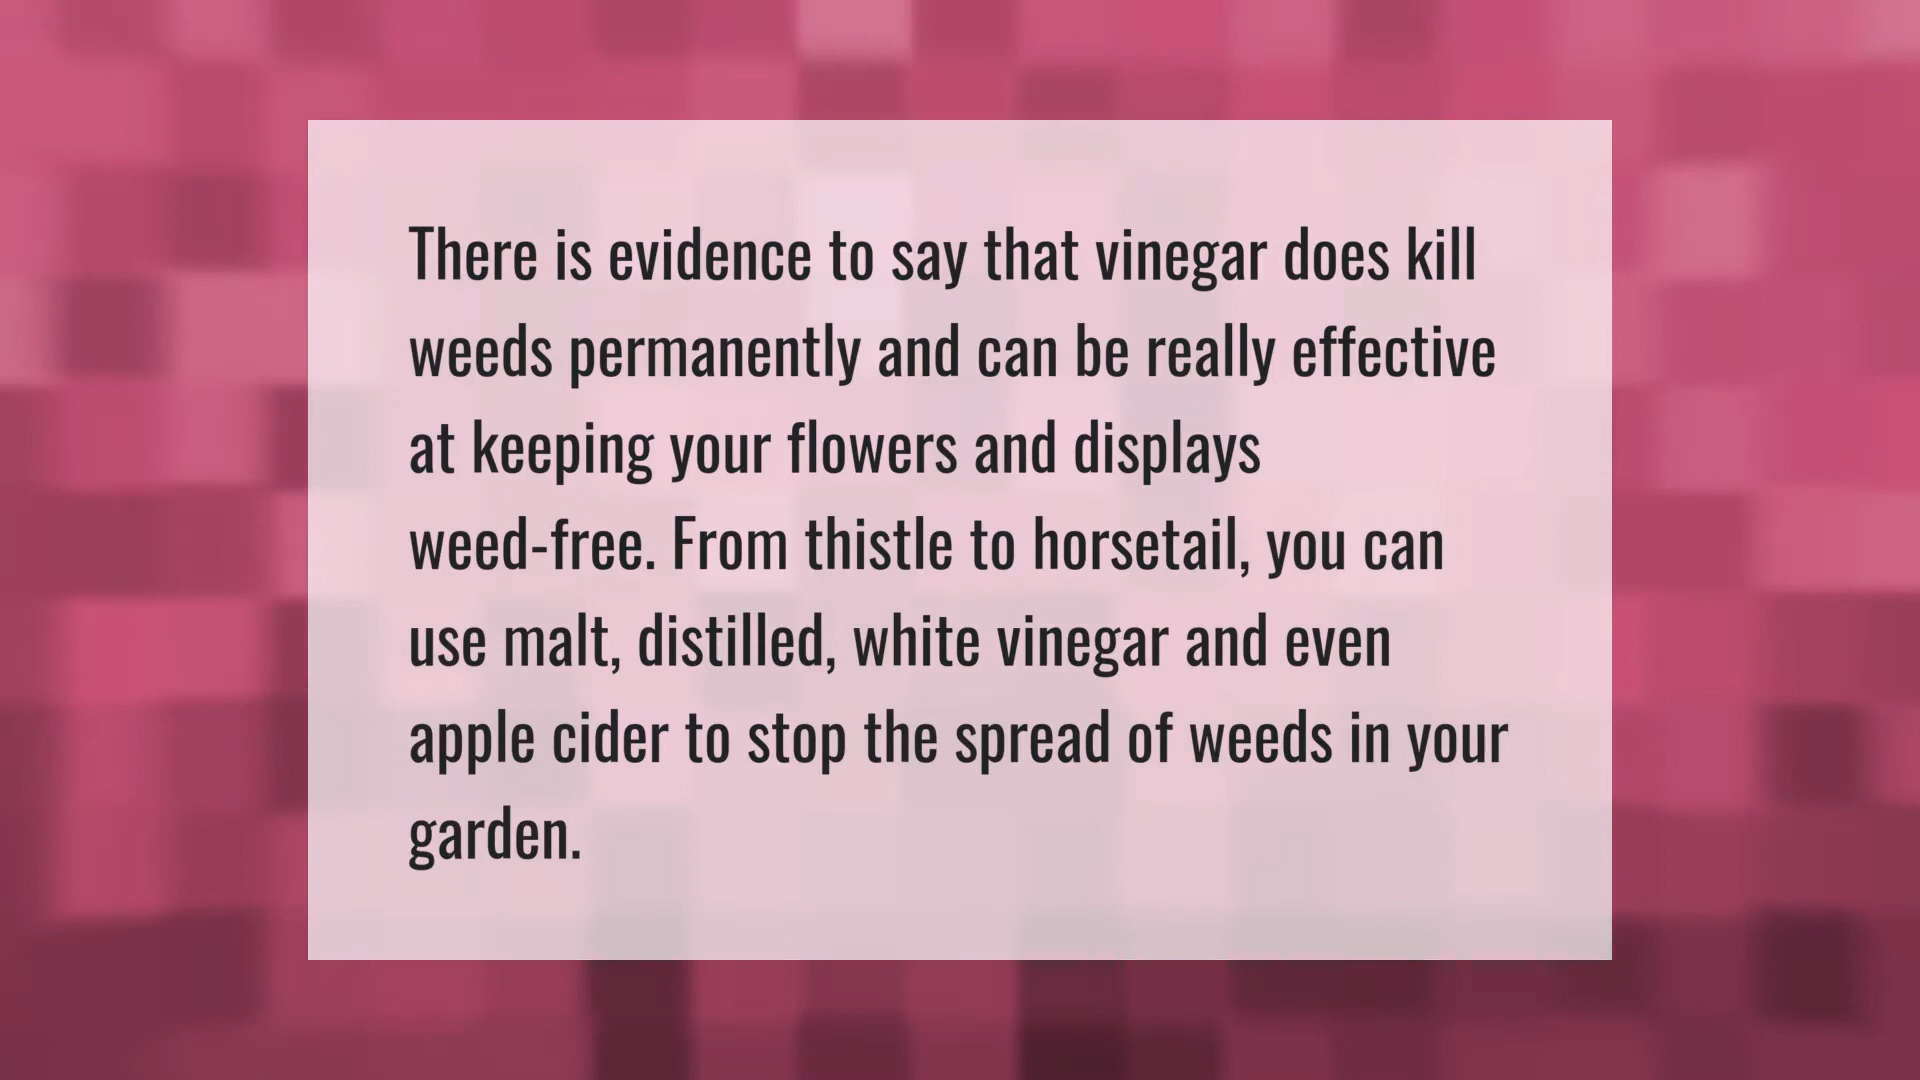 There is evidence to say that vinegar does kill
weeds permanently and can be really effective
at keeping your flowers and displays
weed-free. From thistle to horsetail, you can
use malt, distilled, white vinegar and even
apple cider to stop the spread of weeds in your
garden.